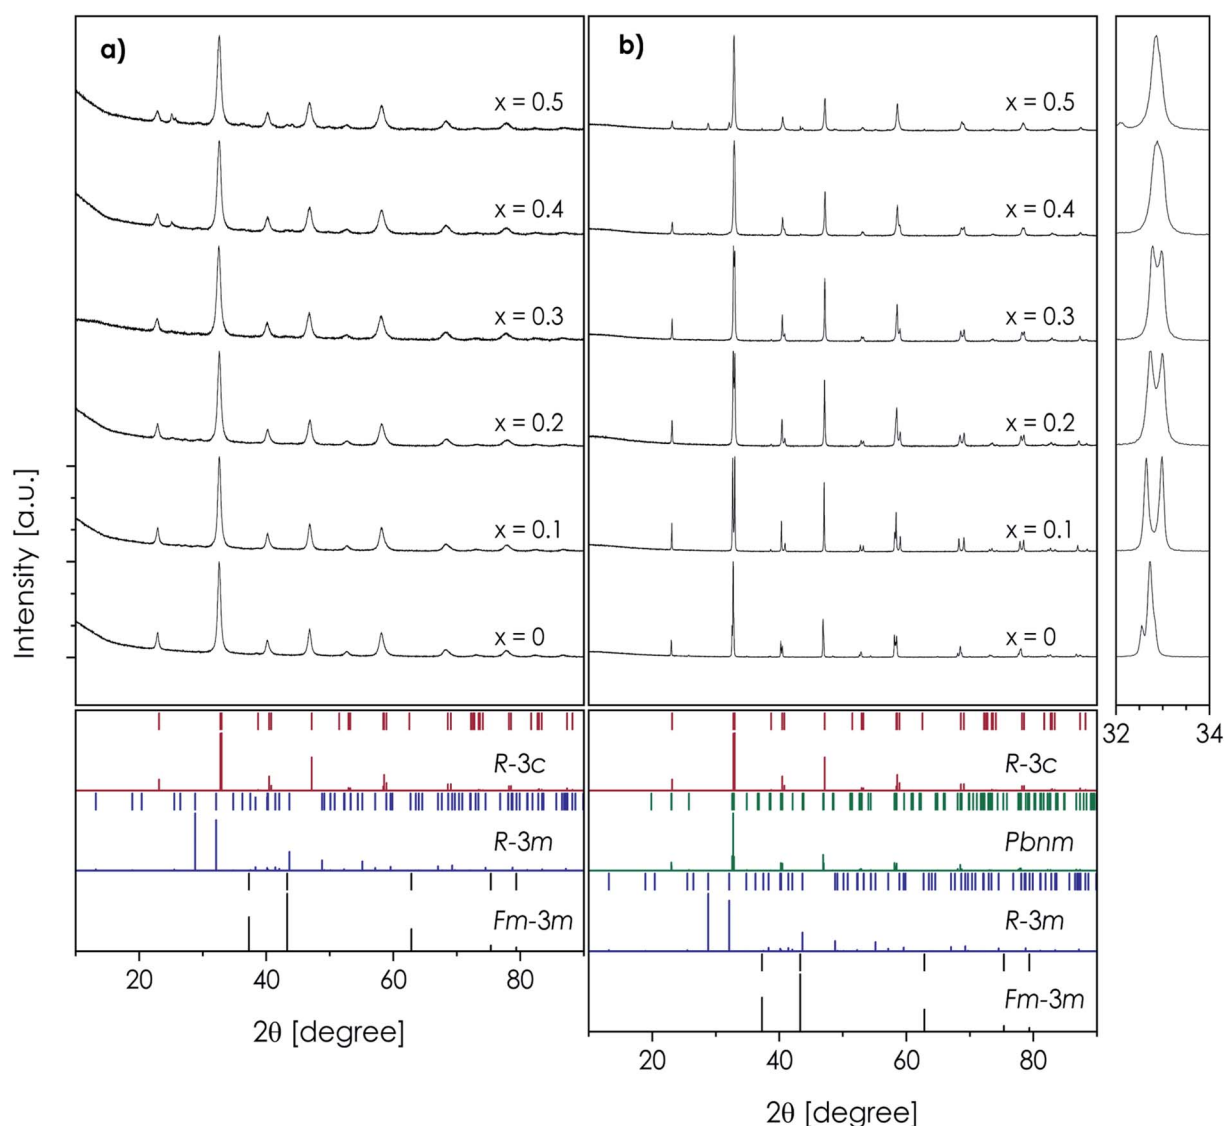 a)
x = 0.5
x = 0.4
x = 0.3
x = 0.2
x = 0.1
x = 0
Intensity [a.u.]
R-3c
R-3m
Fm-3m
20 40 60 80
2θ [degree]
b)
x = 0.5
x = 0.4
x = 0.3
x = 0.2
x = 0.1
x = 0
R-3c
Pbnm
R-3m
Fm-3m
20 40 60 80
2θ [degree]
32 34